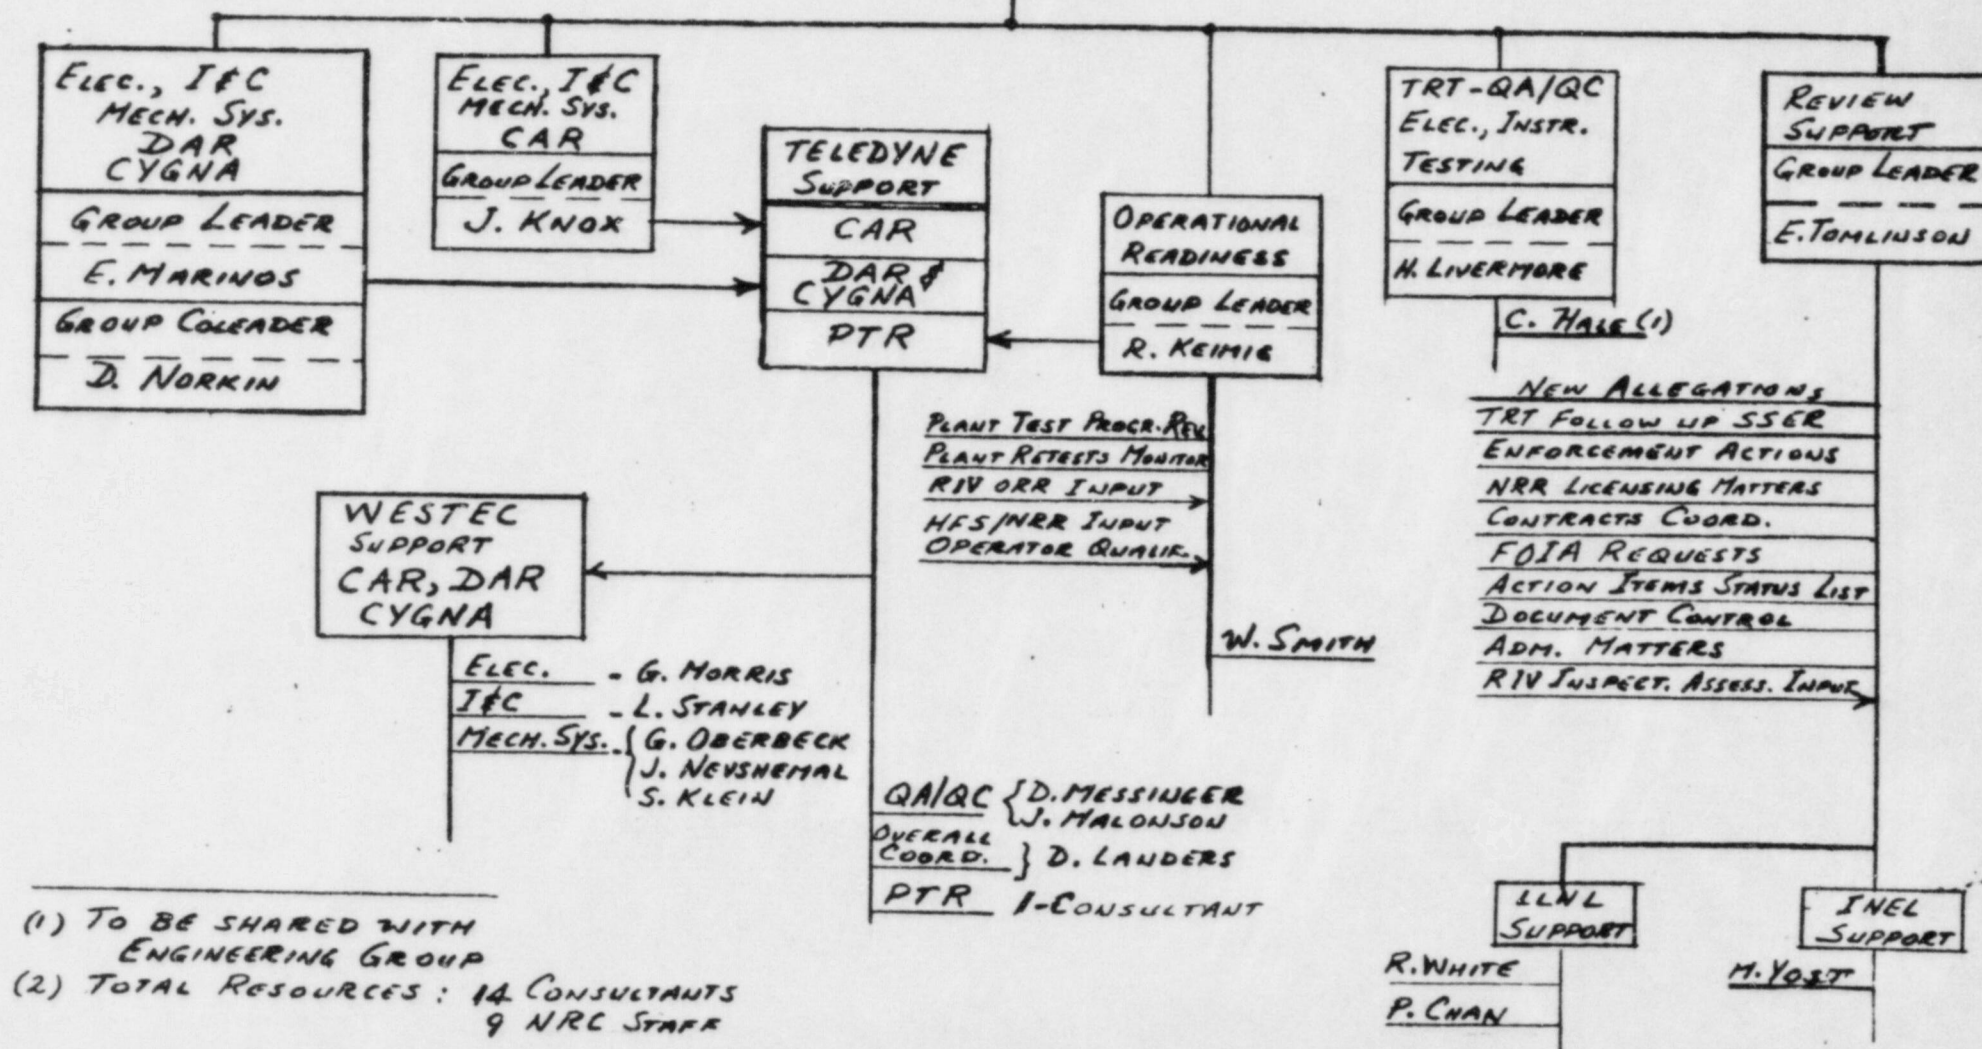 ELEC., I&C
MECH. SYS.
DAR
CYGNA
GROUP LEADER
E. MARINOS
GROUP COLEADER
D. NORKIN
ELEC., I&C
MECH. SYS.
CAR
GROUP LEADER
J. KNOX
TELEDYNE
SUPPORT
CAR
DAR &
CYGNA
PTR
OPERATIONAL
READINESS
GROUP LEADER
R. KEIMIG
TRT-QA/QC
ELEC., INSTR.
TESTING
GROUP LEADER
H. LIVERMORE
C. HALE (1)
REVIEW
SUPPORT
GROUP LEADER
E. TOMLINSON
PLANT TEST PROGR. REV.
PLANT RETESTS MONITOR
RIV ORR INPUT
HFS/NRR INPUT
OPERATOR QUALIF.
W. SMITH
NEW ALLEGATIONS
TRT FOLLOW UP SSER
ENFORCEMENT ACTIONS
NRR LICENSING MATTERS
CONTRACTS COORD.
FOIA REQUESTS
ACTION ITEMS STATUS LIST
DOCUMENT CONTROL
ADM. MATTERS
RIV INSPECT. ASSESS. INPUT
WESTEC
SUPPORT
CAR, DAR
CYGNA
ELEC. - G. MORRIS
I&C - L. STANLEY
MECH. SYS. - { G. OBERBECK
J. NEVSHEMAL
S. KLEIN
QA/QC { D. MESSINGER
J. MALONSON
OVERALL
COORD. } D. LANDERS
PTR 1-CONSULTANT
LLNL
SUPPORT
R. WHITE
P. CHAN
INEL
SUPPORT
M. YOST
(1) TO BE SHARED WITH
ENGINEERING GROUP
(2) TOTAL RESOURCES: 14 CONSULTANTS
9 NRC STAFF